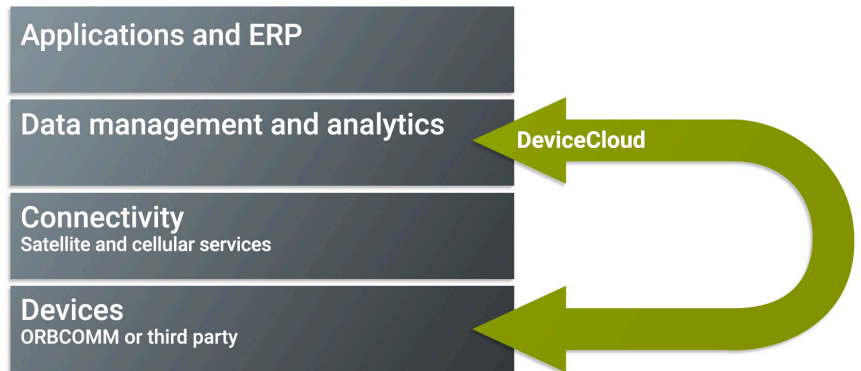 Applications and ERP
Data management and analytics
DeviceCloud
Connectivity
Satellite and cellular services
Devices
ORBCOMM or third party